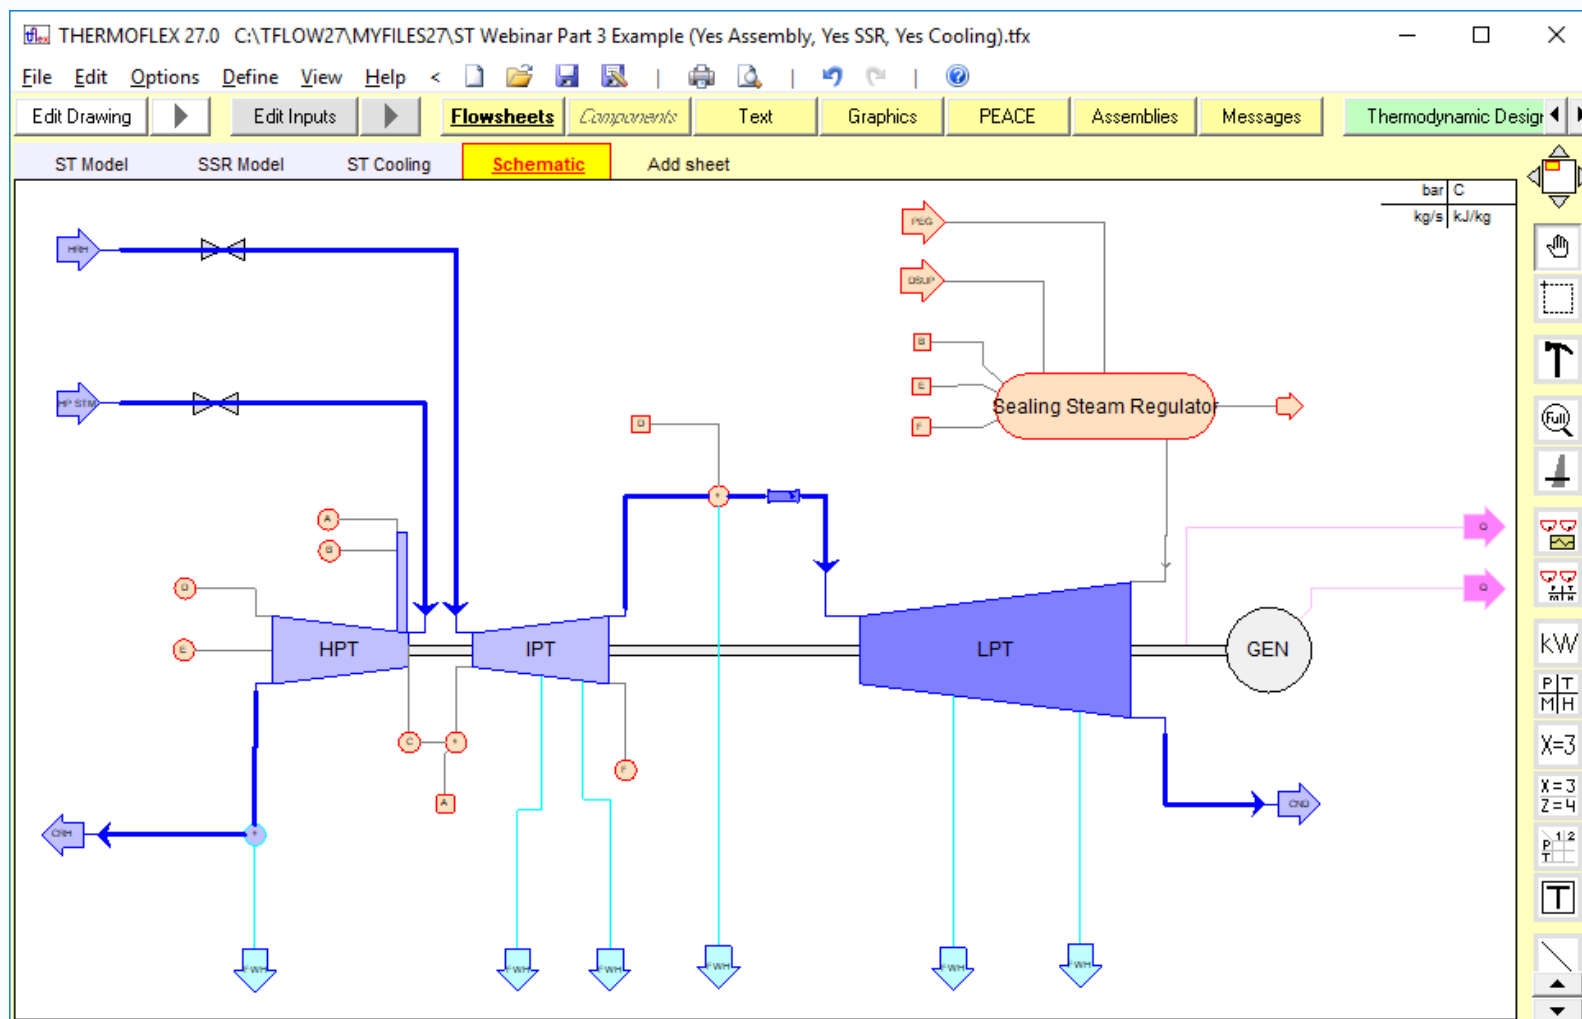 THERMOFLEX 27.0 C:\TFLOW27\MYFILES27\ST Webinar Part 3 Example (Yes Assembly, Yes SSR, Yes Cooling).tfx
File Edit Options Define View Help <
Edit Drawing Edit Inputs Flowsheets Components Text Graphics PEACE Assemblies Messages Thermodynamic Design
ST Model SSR Model ST Cooling Schematic Add sheet
bar C
kg/s kJ/kg
PEG
HRH
DSUP
B
HP STM
E
Sealing Steam Regulator
D
F
Full
A
B
Q
D
Q
HPT IPT LPT GEN
E
kW
P T
M H
C +
F
X=3
A
X=3
Z=4
CND
CRH +
P 1 2
T
T
FWH FWH FWH FWH FWH FWH